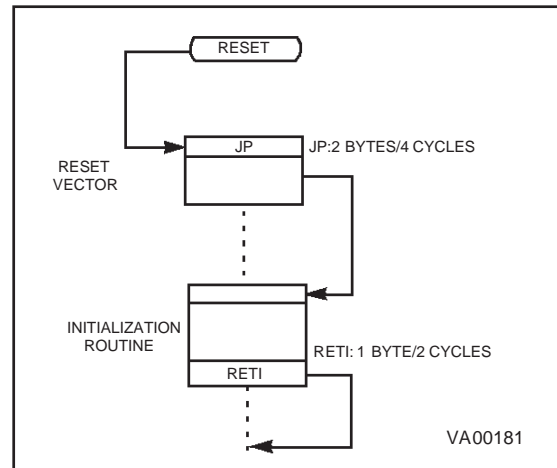 RESET
JP
JP:2 BYTES/4 CYCLES
RESET
VECTOR
INITIALIZATION
ROUTINE
RETI: 1 BYTE/2 CYCLES
RETI
VA00181